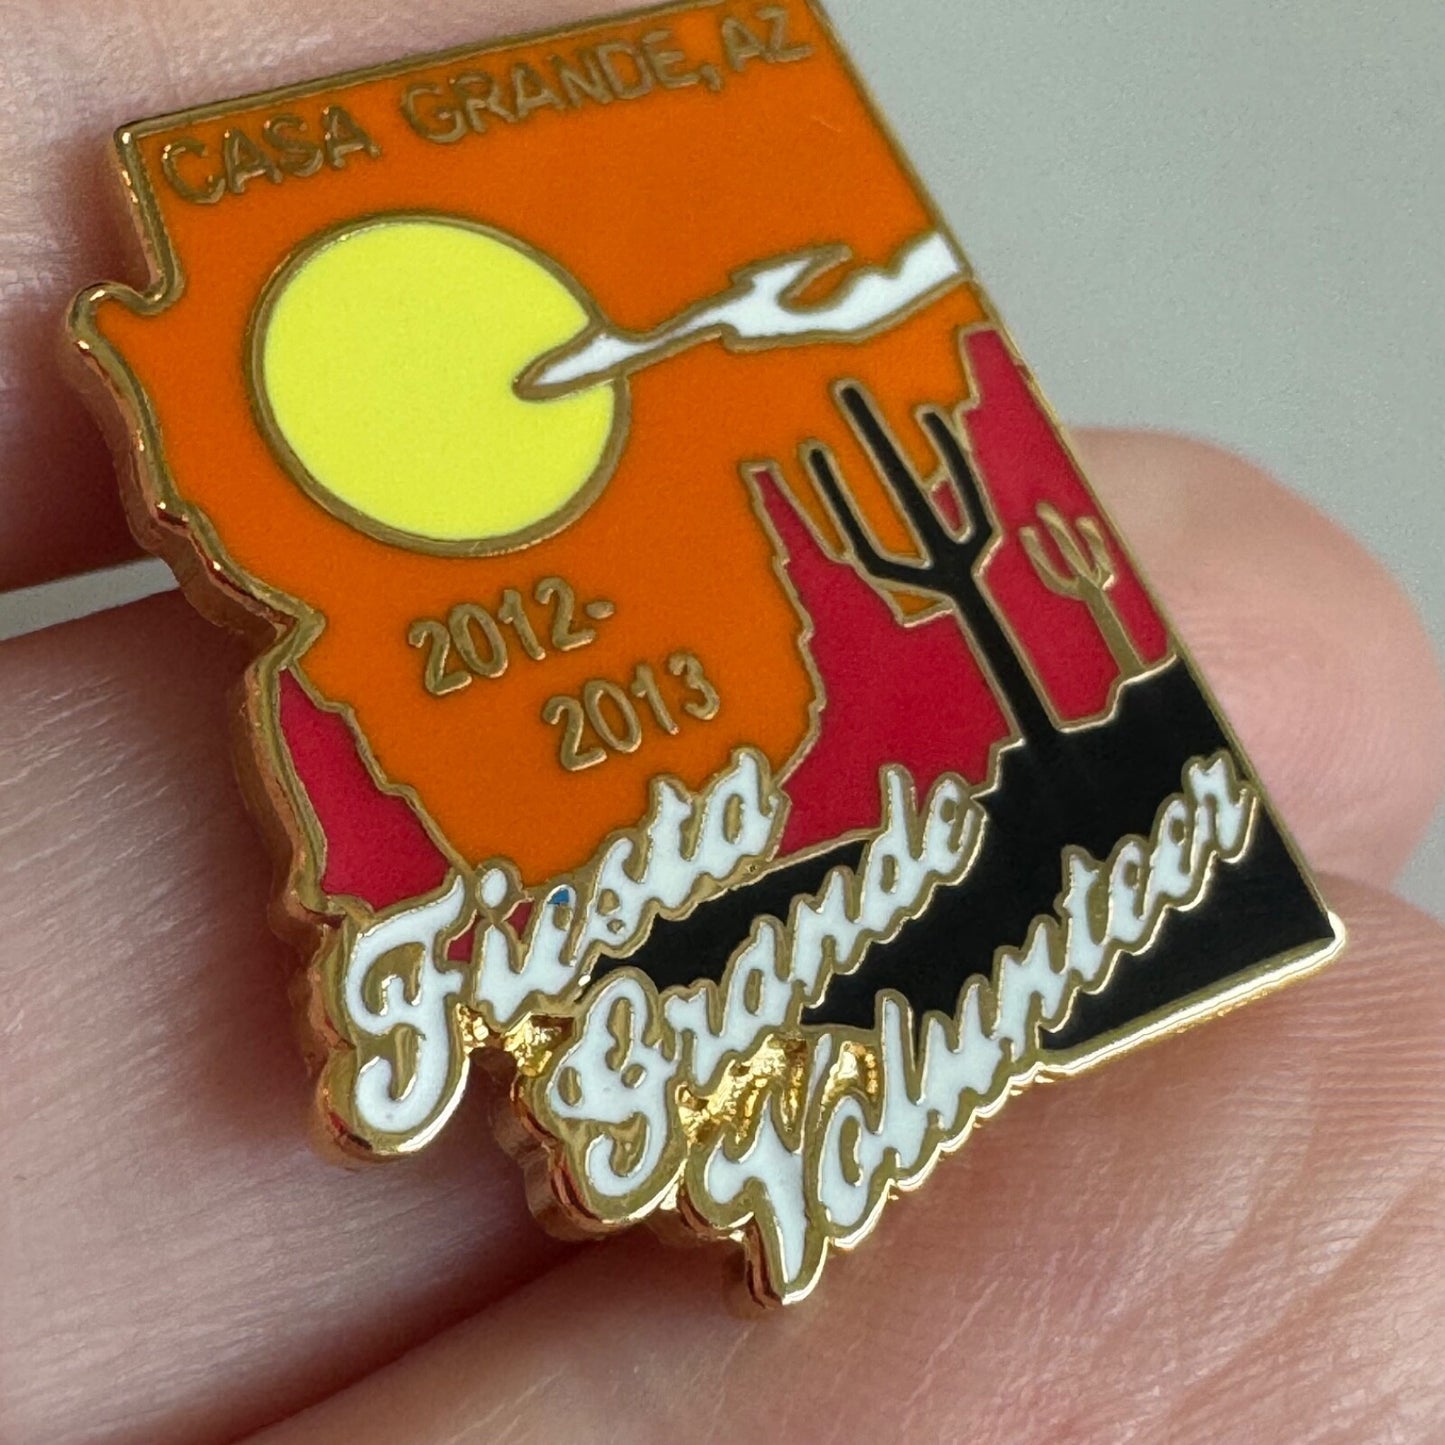 CASA GRANDE, AZ
2012-
2013
Fiesta
Grande
Volunteer